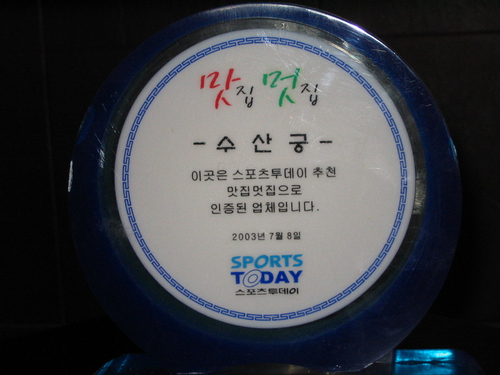 맛집 멋집
- 수산궁 -
이곳은 스포츠투데이 추천
맛집멋집으로
인증된 업체입니다.
2003년 7월 8일
SPORTS
TODAY
스포츠투데이